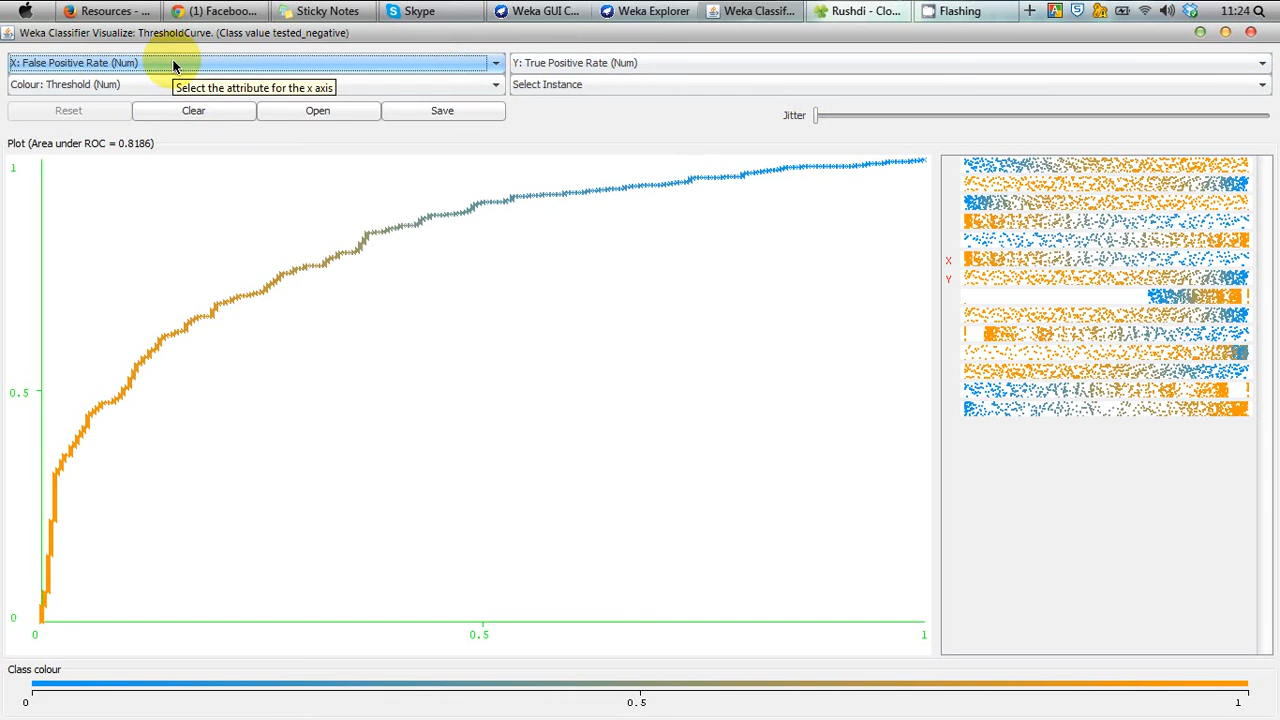 Resources - ...
(1) Faceboo...
Sticky Notes
Skype
Weka GUI C...
Weka Explorer
Weka Classif...
Rushdi - Clo...
Flashing
11:24
Weka Classifier Visualize: ThresholdCurve. (Class value tested_negative)
X: False Positive Rate (Num)
Y: True Positive Rate (Num)
Colour: Threshold (Num)
Select the attribute for the x axis
Select Instance
Reset
Clear
Open
Save
Jitter
Plot (Area under ROC = 0.8186)
1
0.5
0
0
0.5
1
X
Y
Class colour
0
0.5
1